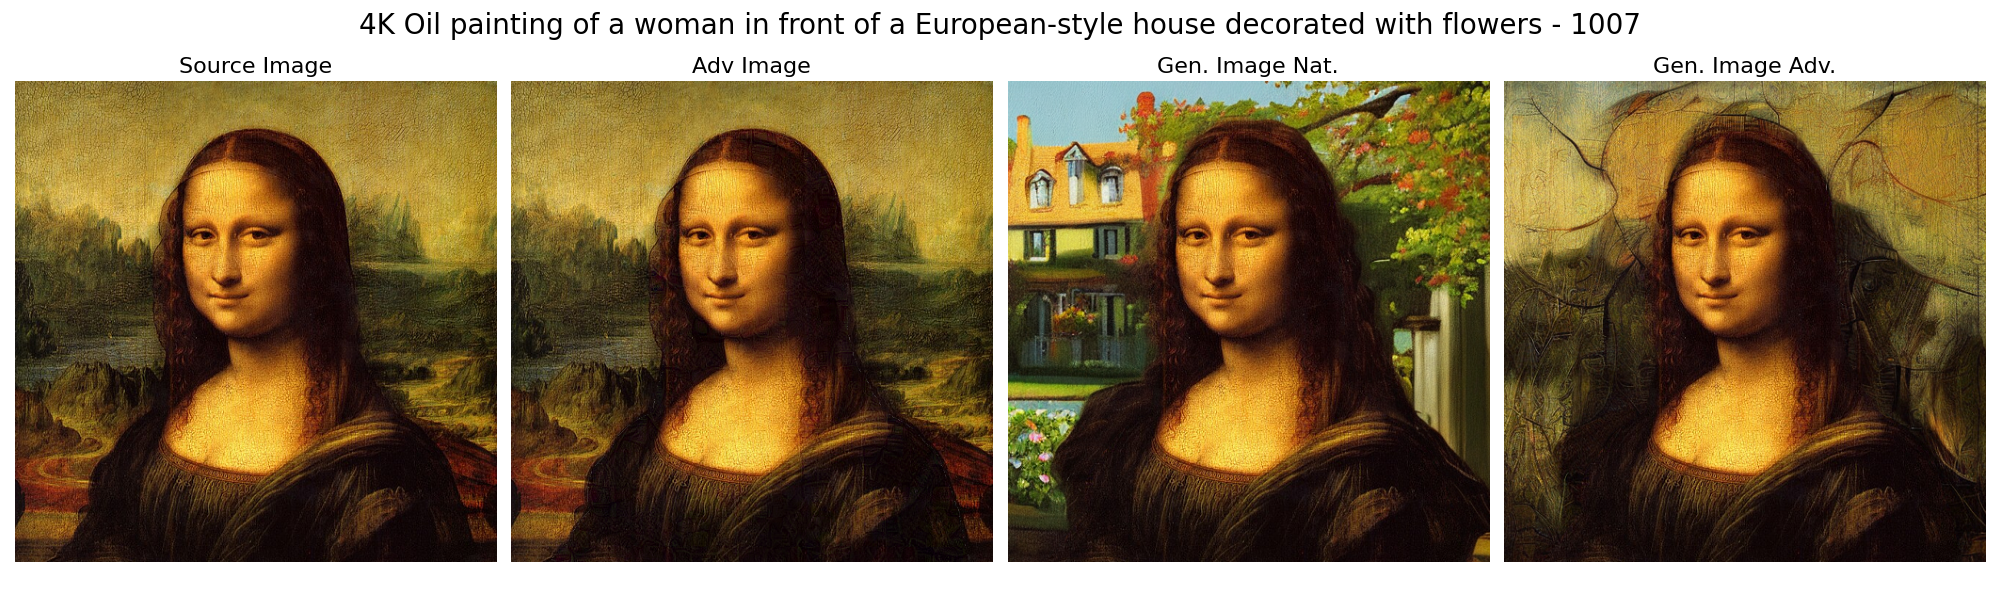 4K Oil painting of a woman in front of a European-style house decorated with flowers - 1007
Source Image
Adv Image
Gen. Image Nat.
Gen. Image Adv.